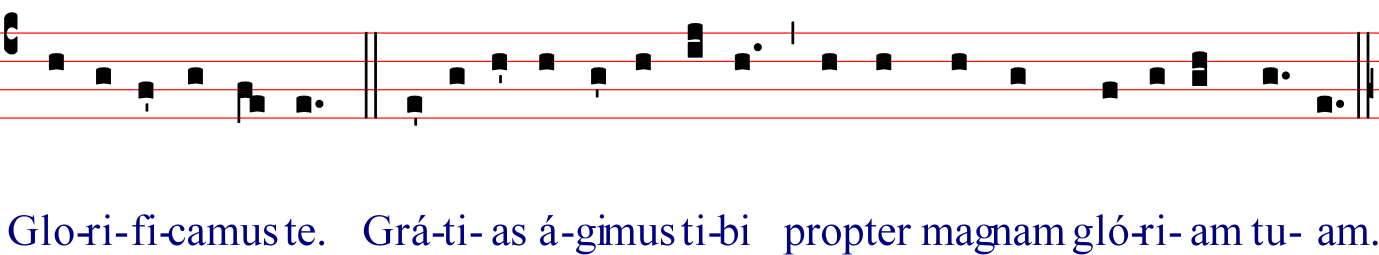 Glo-ri-fi-camus te. Grá-ti- as á-gimus ti-bi propter magnam gló-ri- am tu- am.